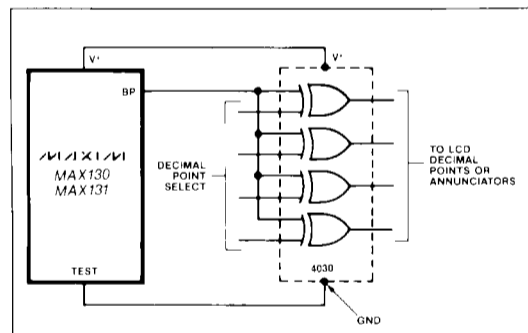 V+
V+
BP
MAXIM
MAX130
MAX131
DECIMAL
POINT
SELECT
TO LCD
DECIMAL
POINTS OR
ANNUNCIATORS
TEST
4030
GND